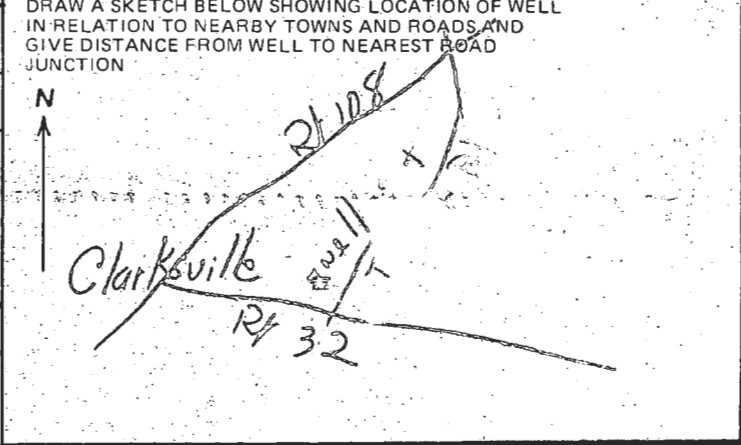 DRAW A SKETCH BELOW SHOWING LOCATION OF WELL
IN RELATION TO NEARBY TOWNS AND ROADS AND
GIVE DISTANCE FROM WELL TO NEAREST ROAD
JUNCTION
N
Rt 108
X
well
Clarksville
Rt 32